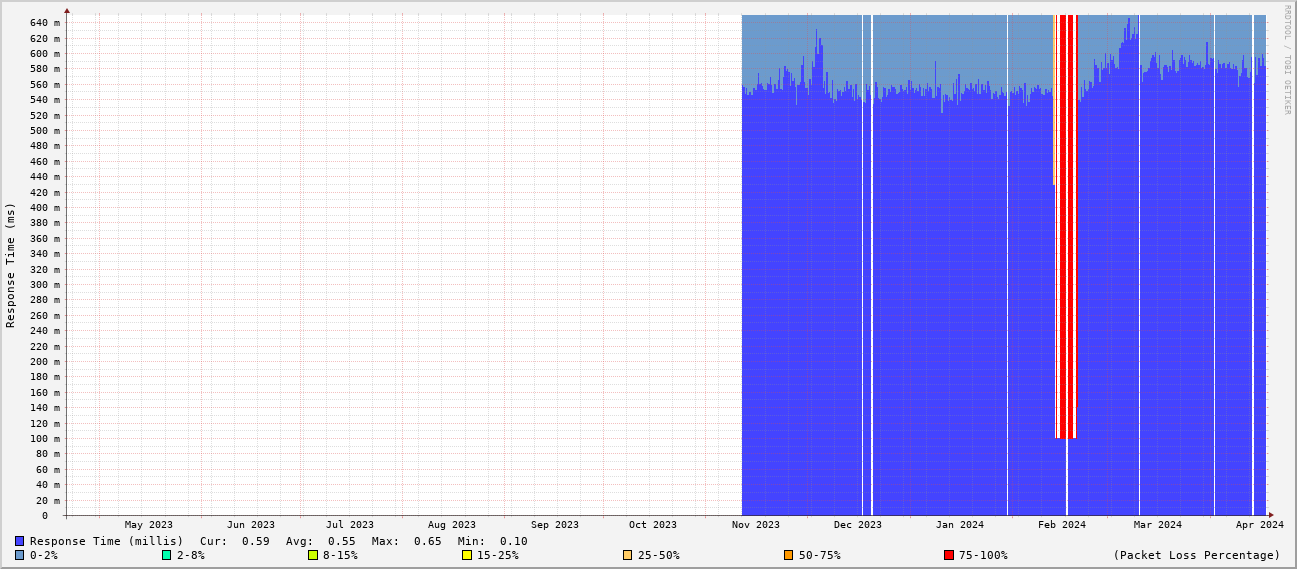 RRDTOOL / TOBI OETIKER
Response Time (ms)
640 m
620 m
600 m
580 m
560 m
540 m
520 m
500 m
480 m
460 m
440 m
420 m
400 m
380 m
360 m
340 m
320 m
300 m
280 m
260 m
240 m
220 m
200 m
180 m
160 m
140 m
120 m
100 m
80 m
60 m
40 m
20 m
0
May 2023 Jun 2023 Jul 2023 Aug 2023 Sep 2023 Oct 2023 Nov 2023 Dec 2023 Jan 2024 Feb 2024 Mar 2024 Apr 2024
Response Time (millis) Cur: 0.59 Avg: 0.55 Max: 0.65 Min: 0.10
0-2% 2-8% 8-15% 15-25% 25-50% 50-75% 75-100% (Packet Loss Percentage)